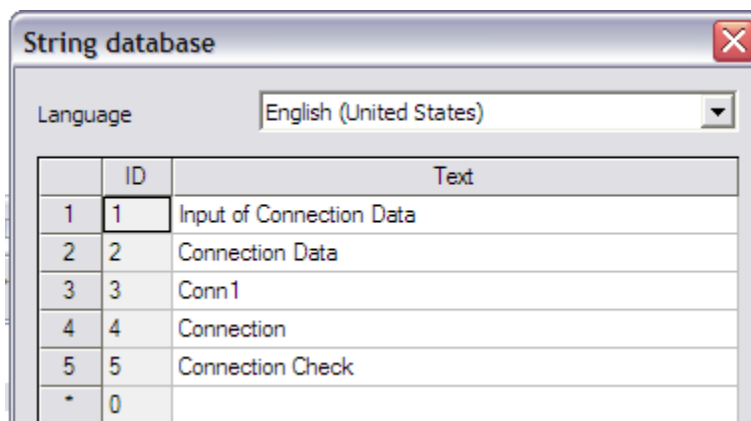 String database
Language English (United States)
ID Text
1 1 Input of Connection Data
2 2 Connection Data
3 3 Conn1
4 4 Connection
5 5 Connection Check
* 0